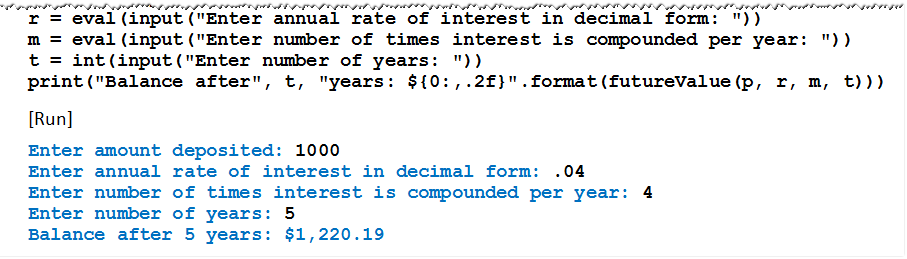 r = eval(input("Enter annual rate of interest in decimal form: "))
m = eval(input("Enter number of times interest is compounded per year: "))
t = int(input("Enter number of years: "))
print("Balance after", t, "years: ${0:,.2f}".format(futureValue(p, r, m, t)))
[Run]
Enter amount deposited: 1000
Enter annual rate of interest in decimal form: .04
Enter number of times interest is compounded per year: 4
Enter number of years: 5
Balance after 5 years: $1,220.19